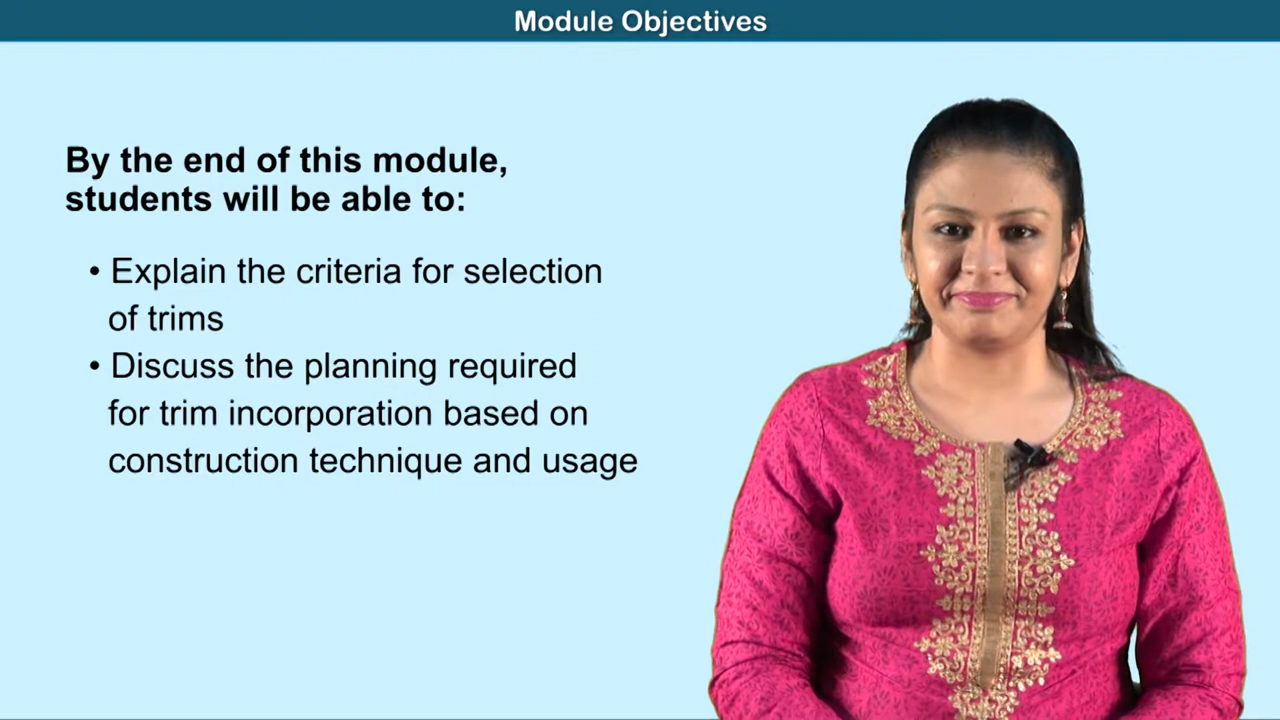 Module Objectives
By the end of this module,
students will be able to:
• Explain the criteria for selection
of trims
• Discuss the planning required
for trim incorporation based on
construction technique and usage